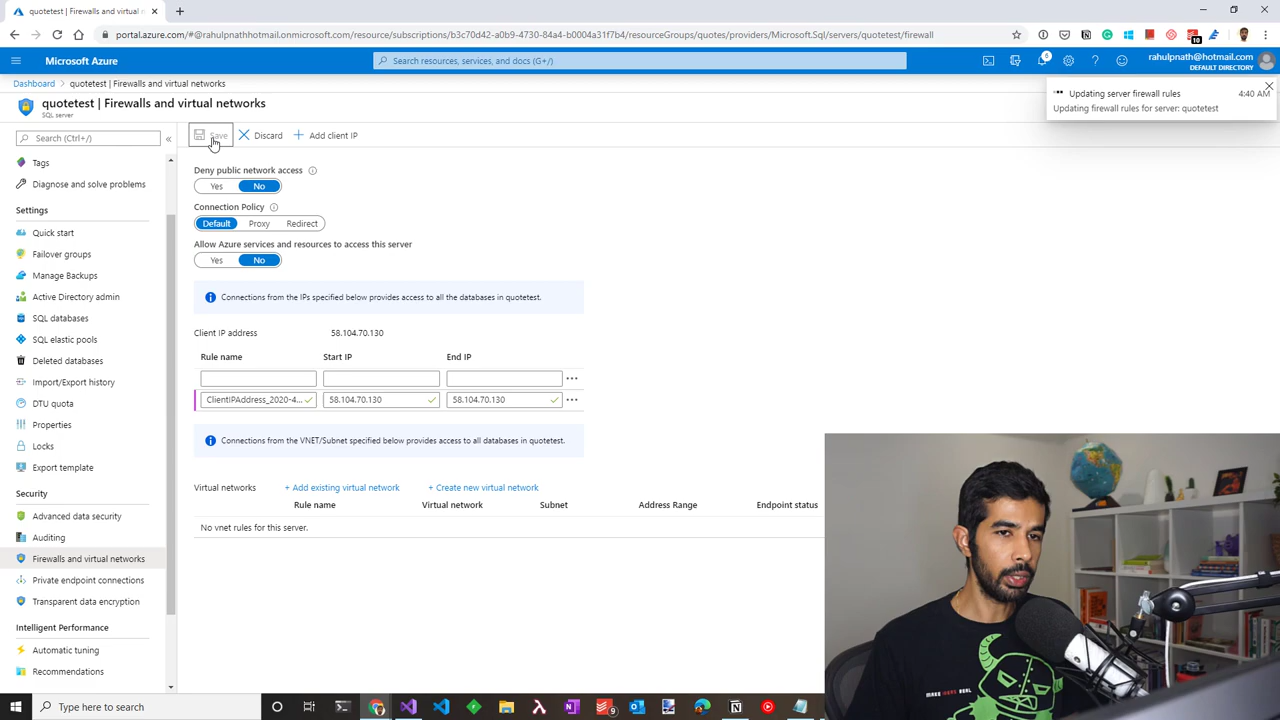 quotetest | Firewalls and virtual n
portal.azure.com/#@rahulpnathhotmail.onmicrosoft.com/resource/subscriptions/b3c70d42-a0b9-4730-84a4-b0004a31f7b4/resourceGroups/quotes/providers/Microsoft.Sql/servers/quotetest/firewall
10
Microsoft Azure
Search resources, services, and docs (G+/)
6
rahulpnath@hotmail.com
DEFAULT DIRECTORY
Dashboard > quotetest | Firewalls and virtual networks
quotetest | Firewalls and virtual networks
SQL server
Updating server firewall rules 4:40 AM
Updating firewall rules for server: quotetest
Search (Ctrl+/)
Save Discard Add client IP
Tags
Diagnose and solve problems
Settings
Quick start
Failover groups
Manage Backups
Active Directory admin
SQL databases
SQL elastic pools
Deleted databases
Import/Export history
DTU quota
Properties
Locks
Export template
Security
Advanced data security
Auditing
Firewalls and virtual networks
Private endpoint connections
Transparent data encryption
Intelligent Performance
Automatic tuning
Recommendations
Deny public network access
Yes No
Connection Policy
Default Proxy Redirect
Allow Azure services and resources to access this server
Yes No
Connections from the IPs specified below provides access to all the databases in quotetest.
Client IP address 58.104.70.130
Rule name Start IP End IP
ClientIPAddress_2020-4... 58.104.70.130 58.104.70.130
Connections from the VNET/Subnet specified below provides access to all databases in quotetest.
Virtual networks + Add existing virtual network + Create new virtual network
Rule name Virtual network Subnet Address Range Endpoint status
No vnet rules for this server.
MAKE IDEAS REAL
Type here to search
9